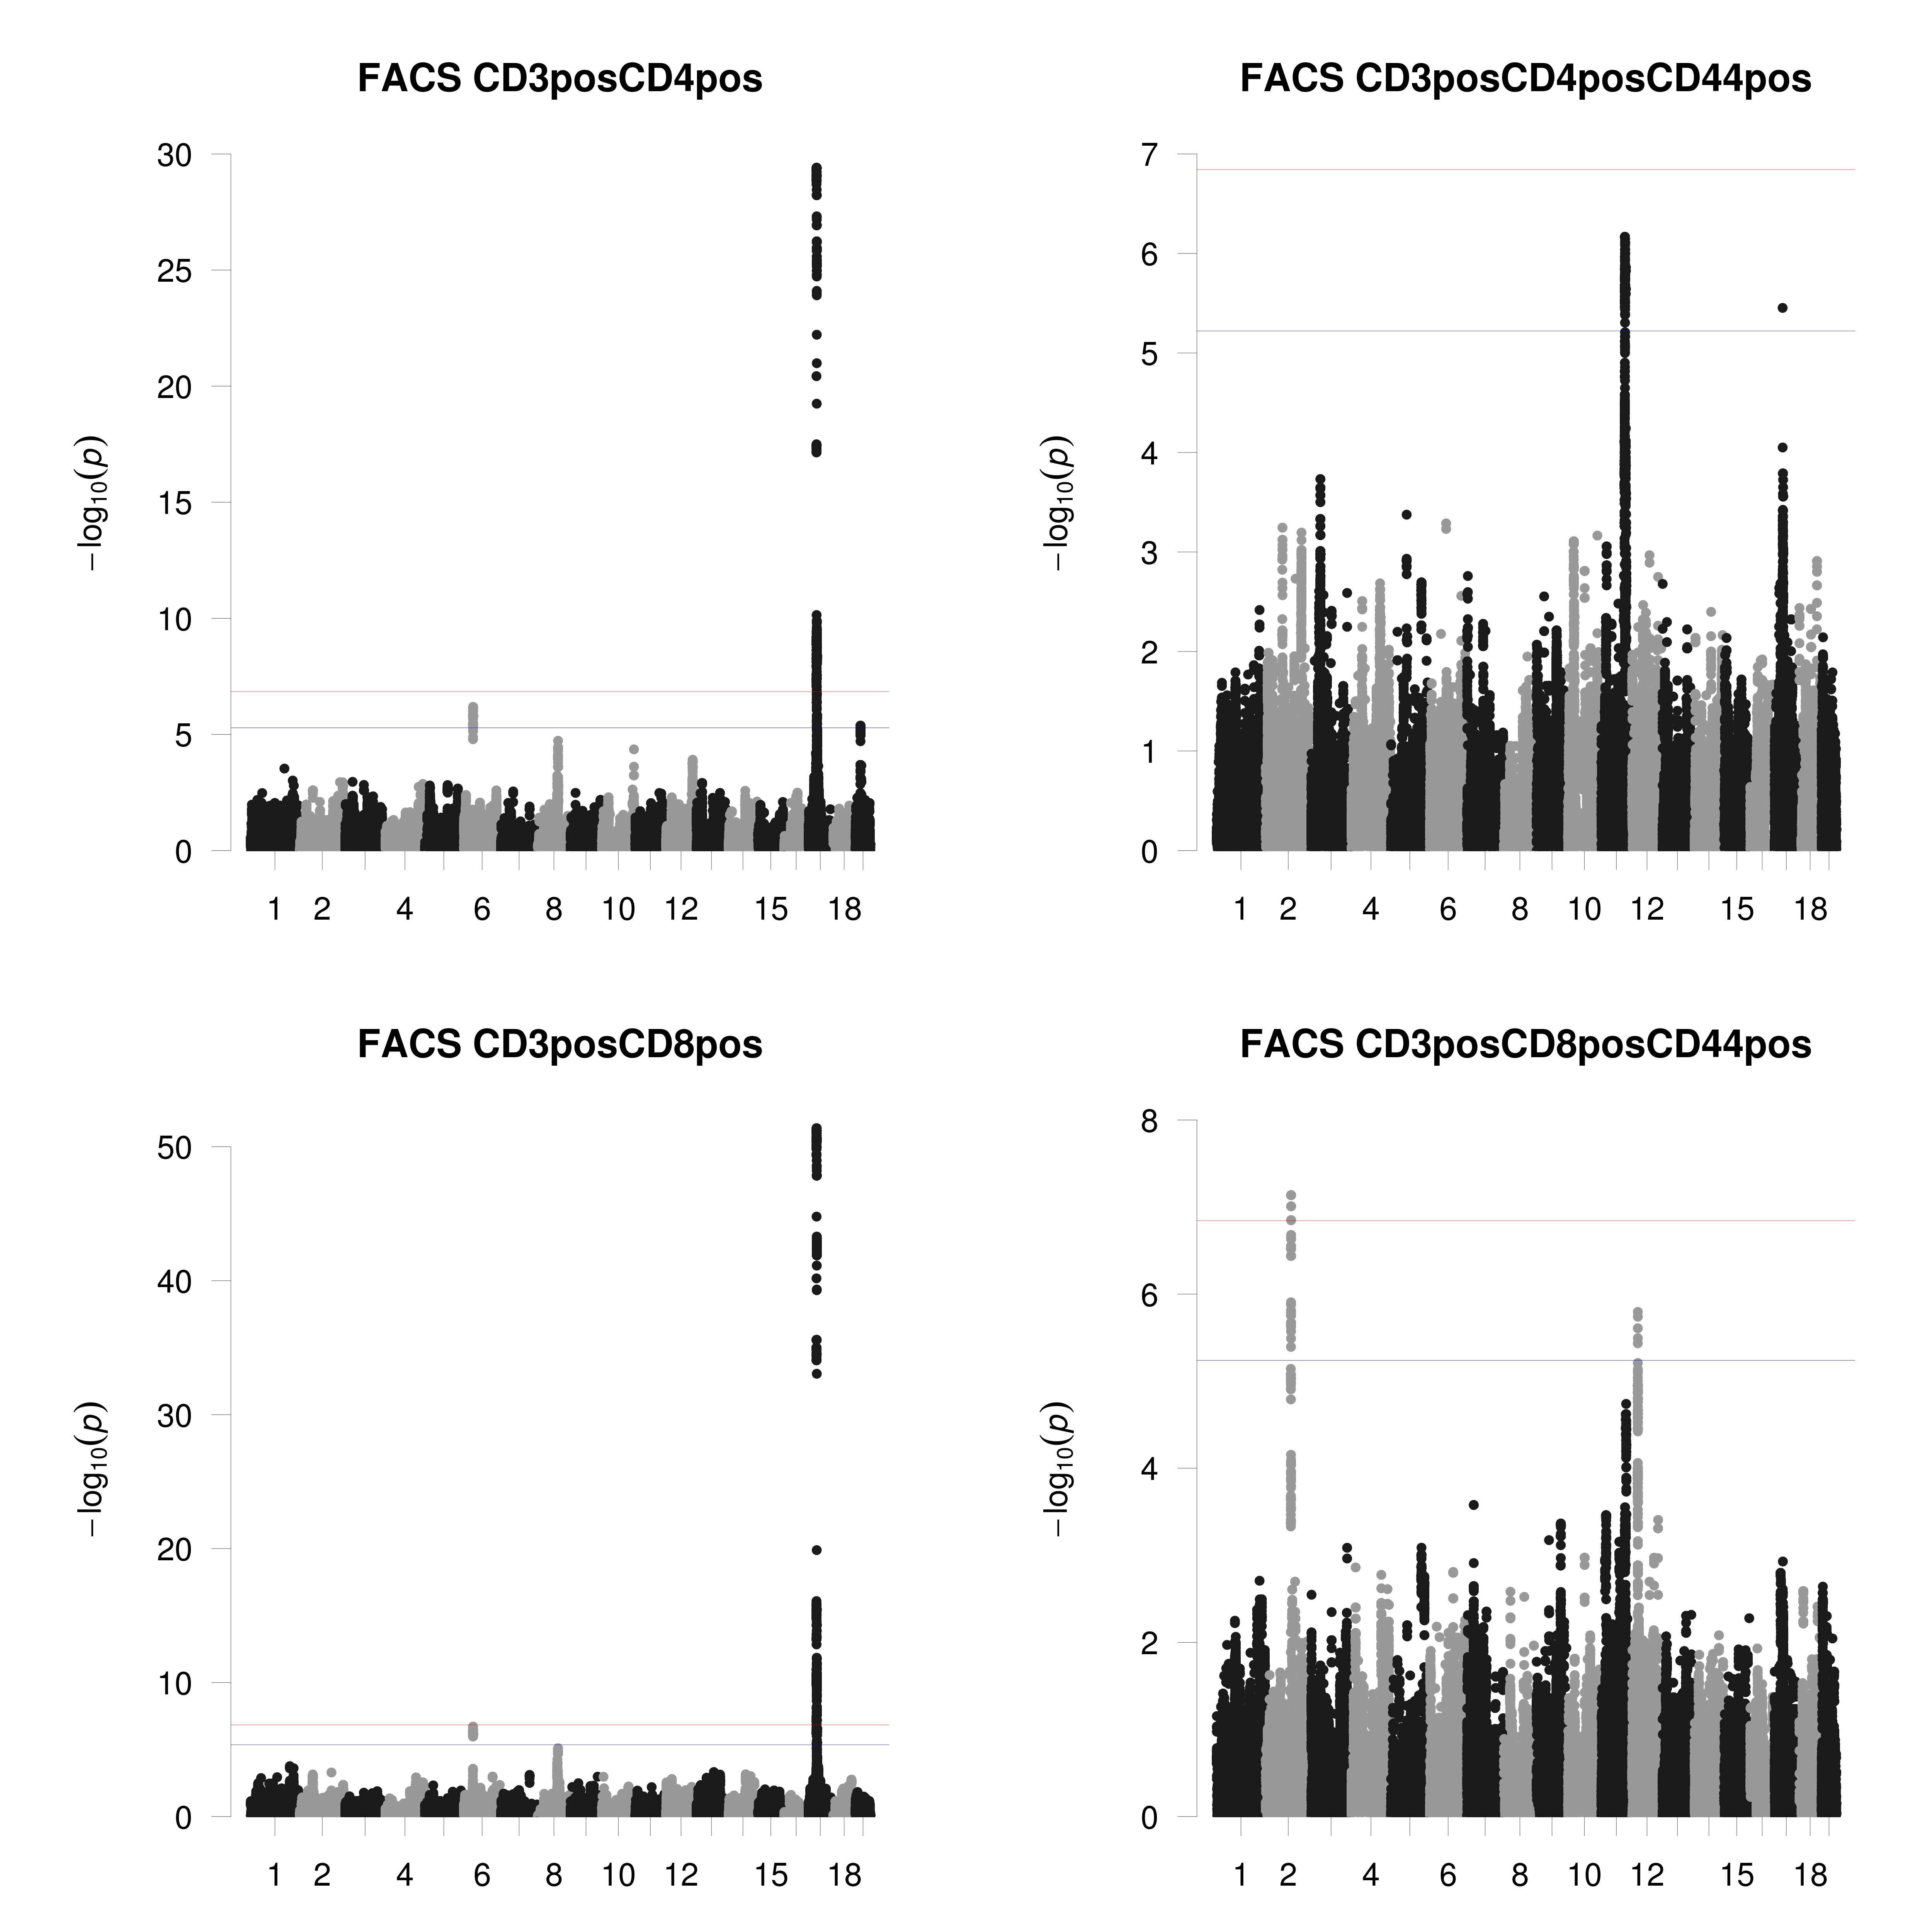 FACS CD3posCD4pos
−log10(p)
30
25
20
15
10
5
0
1 2 4 6 8 10 12 15 18
FACS CD3posCD4posCD44pos
−log10(p)
7
6
5
4
3
2
1
0
1 2 4 6 8 10 12 15 18
FACS CD3posCD8pos
−log10(p)
50
40
30
20
10
0
1 2 4 6 8 10 12 15 18
FACS CD3posCD8posCD44pos
−log10(p)
8
6
4
2
0
1 2 4 6 8 10 12 15 18